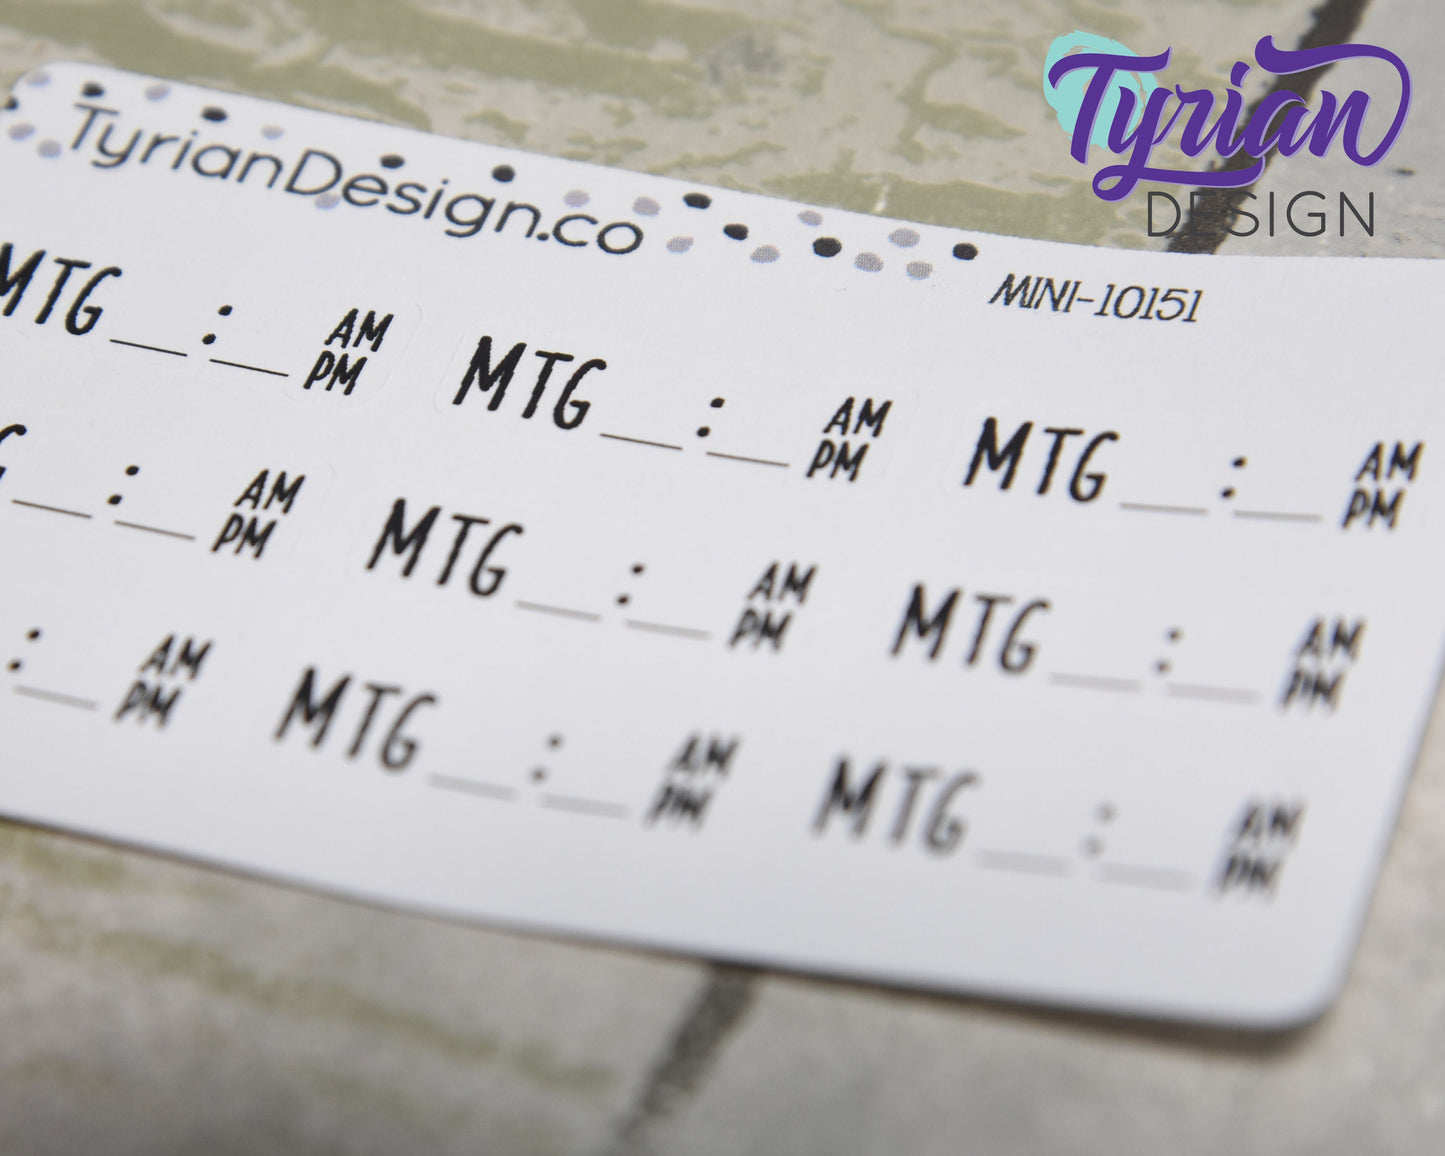 Tyrian
DESIGN
TyrianDesign.co
MINI-10151
MTG__:__ AM PM MTG__:__ AM PM MTG__:__ AM PM
__:__ AM PM MTG__:__ AM PM MTG__:__ AM PM
:__ AM PM MTG__:__ AM PM MTG__:__ AM PM